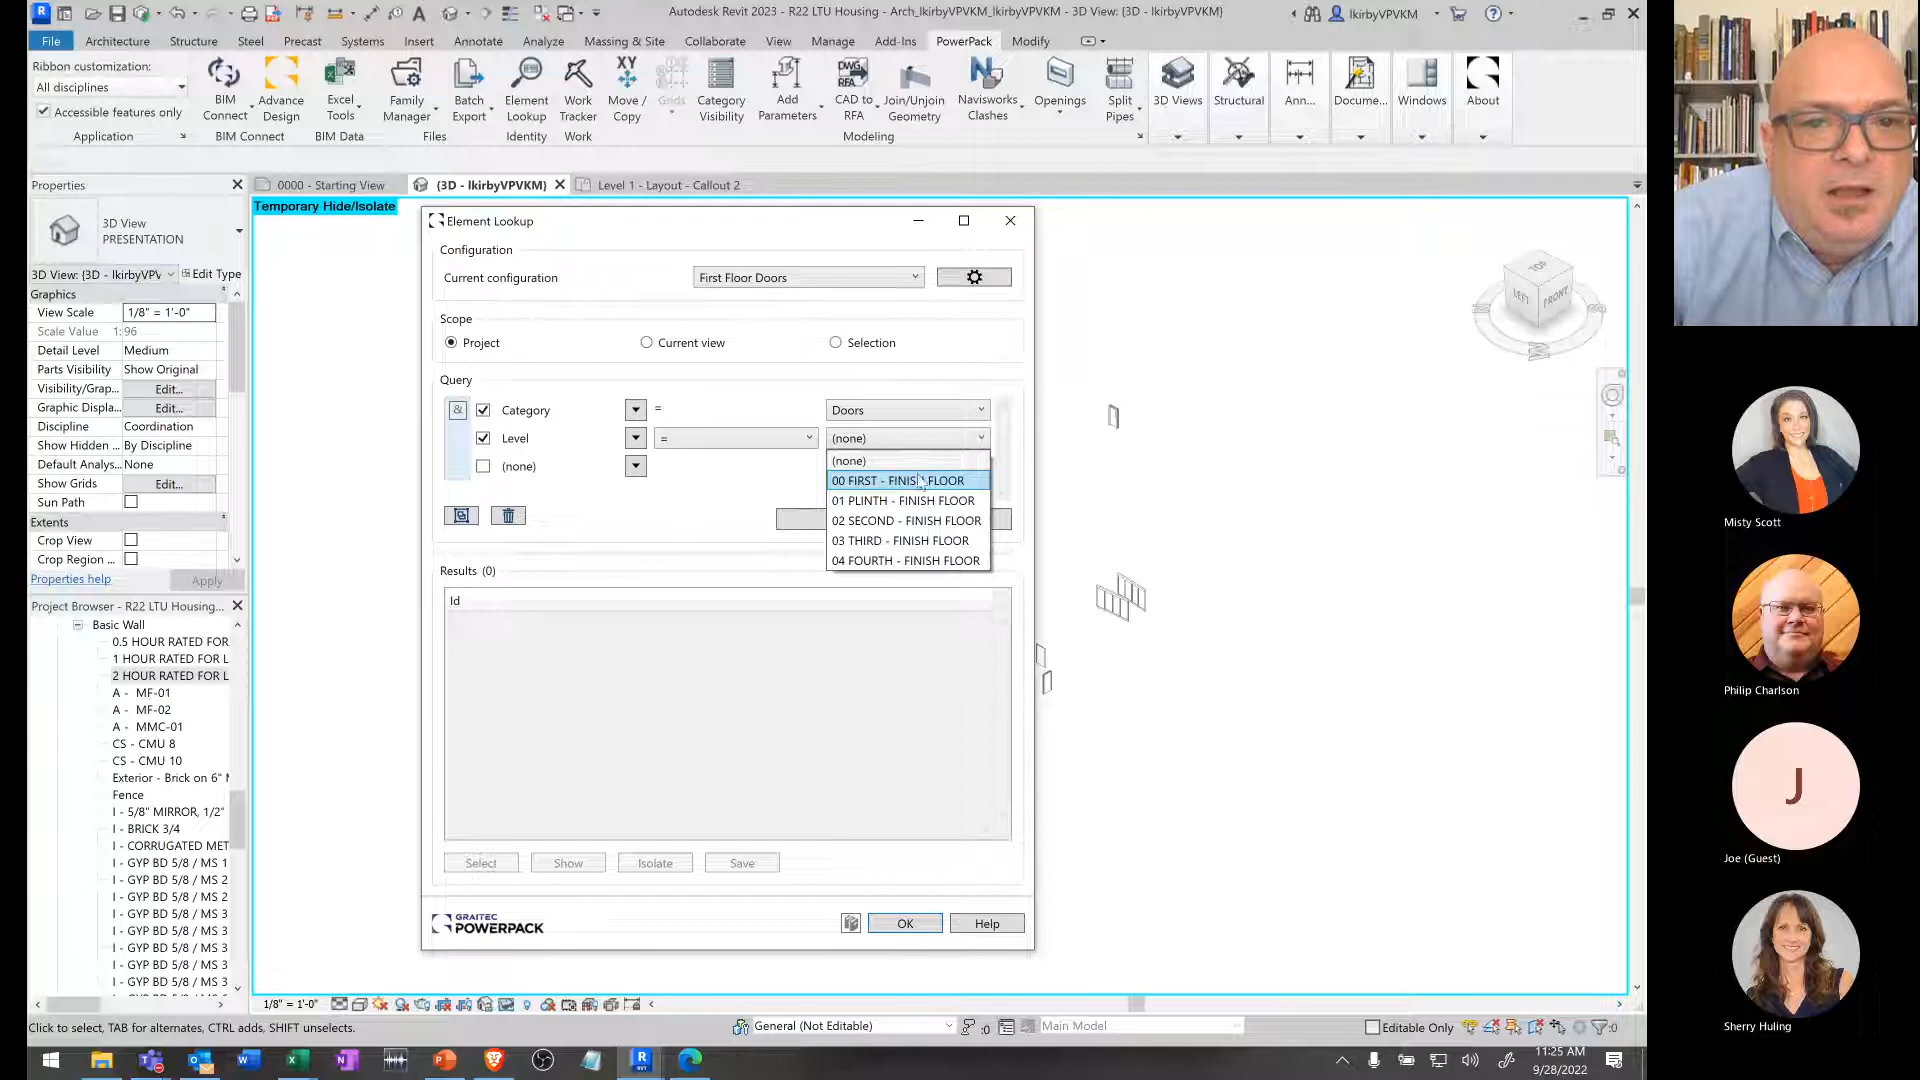 Autodesk Revit 2023 - R22 LTU Housing - Arch_lkirbyVPVKM_lkirbyVPVKM - 3D View: {3D - lkirbyVPVKM}
lkirbyVPVKM
File Architecture Structure Steel Precast Systems Insert Annotate Analyze Massing & Site Collaborate View Manage Add-Ins PowerPack Modify
Ribbon customization:
All disciplines
Accessible features only
Application
BIM Connect
Advance Design
BIM Connect
Excel Tools
BIM Data
Family Manager
Batch Export
Files
Element Lookup
Identity
Work Tracker
Work
Move / Copy
Grids
Category Visibility
Add Parameters
CAD to RFA
Join/Unjoin Geometry
Navisworks Clashes
Openings
Split Pipes
Modeling
3D Views
Structural
Ann...
Docume...
Windows
About
Properties
0000 - Starting View
{3D - lkirbyVPVKM}
Level 1 - Layout - Callout 2
Temporary Hide/Isolate
3D View
PRESENTATION
3D View: {3D - lkirbyVPV
Edit Type
Graphics
View Scale 1/8" = 1'-0"
Scale Value 1: 96
Detail Level Medium
Parts Visibility Show Original
Visibility/Grap... Edit...
Graphic Displa... Edit...
Discipline Coordination
Show Hidden ... By Discipline
Default Analys... None
Show Grids Edit...
Sun Path
Extents
Crop View
Crop Region ...
Properties help
Apply
Project Browser - R22 LTU Housing...
Basic Wall
0.5 HOUR RATED FOR
1 HOUR RATED FOR L
2 HOUR RATED FOR L
A - MF-01
A - MF-02
A - MMC-01
CS - CMU 8
CS - CMU 10
Exterior - Brick on 6" M
Fence
I - 5/8" MIRROR, 1/2"
I - BRICK 3/4
I - CORRUGATED MET
I - GYP BD 5/8 / MS 1
I - GYP BD 5/8 / MS 2
I - GYP BD 5/8 / MS 2
I - GYP BD 5/8 / MS 3
I - GYP BD 5/8 / MS 3
I - GYP BD 5/8 / MS 3
I - GYP BD 5/8 / MS 3
I - GYP BD 5/8 / MS 3
Element Lookup
Configuration
Current configuration
First Floor Doors
Scope
Project
Current view
Selection
Query
& Category = Doors
Level = (none)
(none)
(none)
00 FIRST - FINISH FLOOR
01 PLINTH - FINISH FLOOR
02 SECOND - FINISH FLOOR
03 THIRD - FINISH FLOOR
04 FOURTH - FINISH FLOOR
Results (0)
Id
Select
Show
Isolate
Save
GRAITEC
POWERPACK
OK
Help
TOP
LEFT
FRONT
1/8" = 1'-0"
Click to select, TAB for alternates, CTRL adds, SHIFT unselects.
General (Not Editable)
:0
Main Model
Editable Only
:0
11:25 AM
9/28/2022
Misty Scott
Philip Charlson
J
Joe (Guest)
Sherry Huling